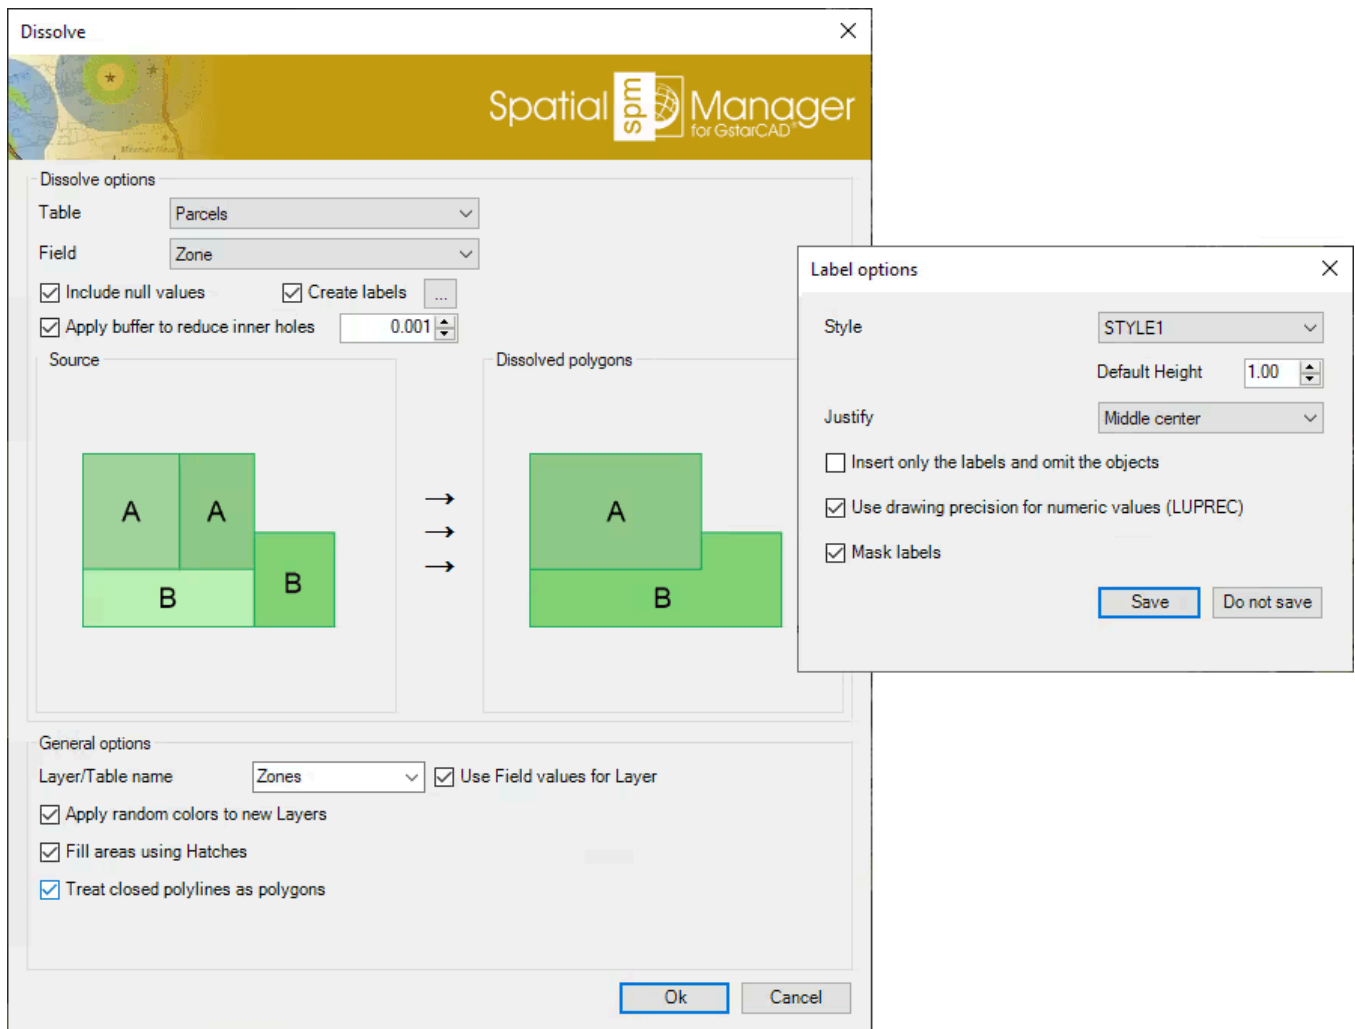 Dissolve
Spatial spm Manager
for GstarCAD®
Dissolve options
Table Parcels
Field Zone
Include null values Create labels ...
Apply buffer to reduce inner holes 0.001
Source
A A
B B
Dissolved polygons
A
B
General options
Layer/Table name Zones Use Field values for Layer
Apply random colors to new Layers
Fill areas using Hatches
Treat closed polylines as polygons
Ok Cancel
Label options
Style STYLE1
Default Height 1.00
Justify Middle center
Insert only the labels and omit the objects
Use drawing precision for numeric values (LUPREC)
Mask labels
Save Do not save